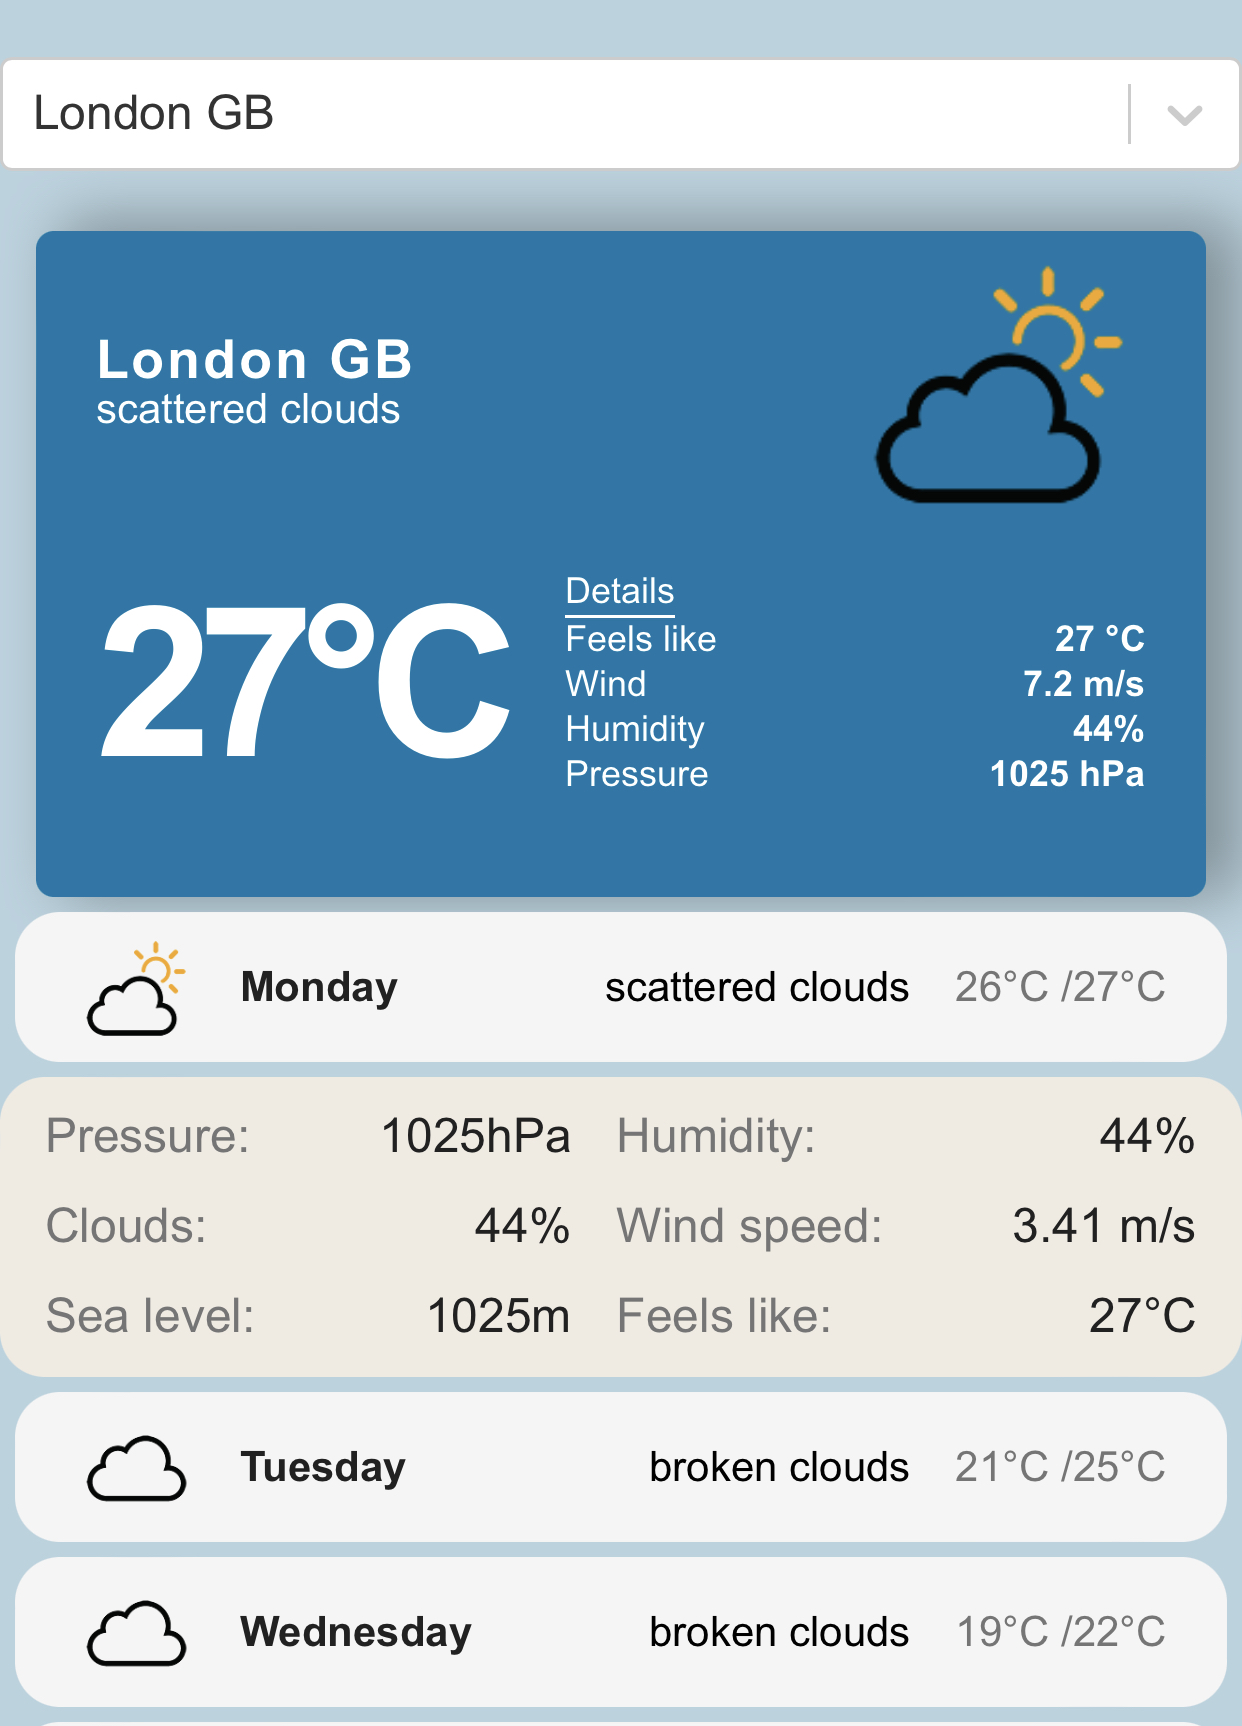 London GB
London GB
scattered clouds
27°C
Details
Feels like 27 °C
Wind 7.2 m/s
Humidity 44%
Pressure 1025 hPa
Monday scattered clouds 26°C /27°C
Pressure: 1025hPa Humidity: 44%
Clouds: 44% Wind speed: 3.41 m/s
Sea level: 1025m Feels like: 27°C
Tuesday broken clouds 21°C /25°C
Wednesday broken clouds 19°C /22°C